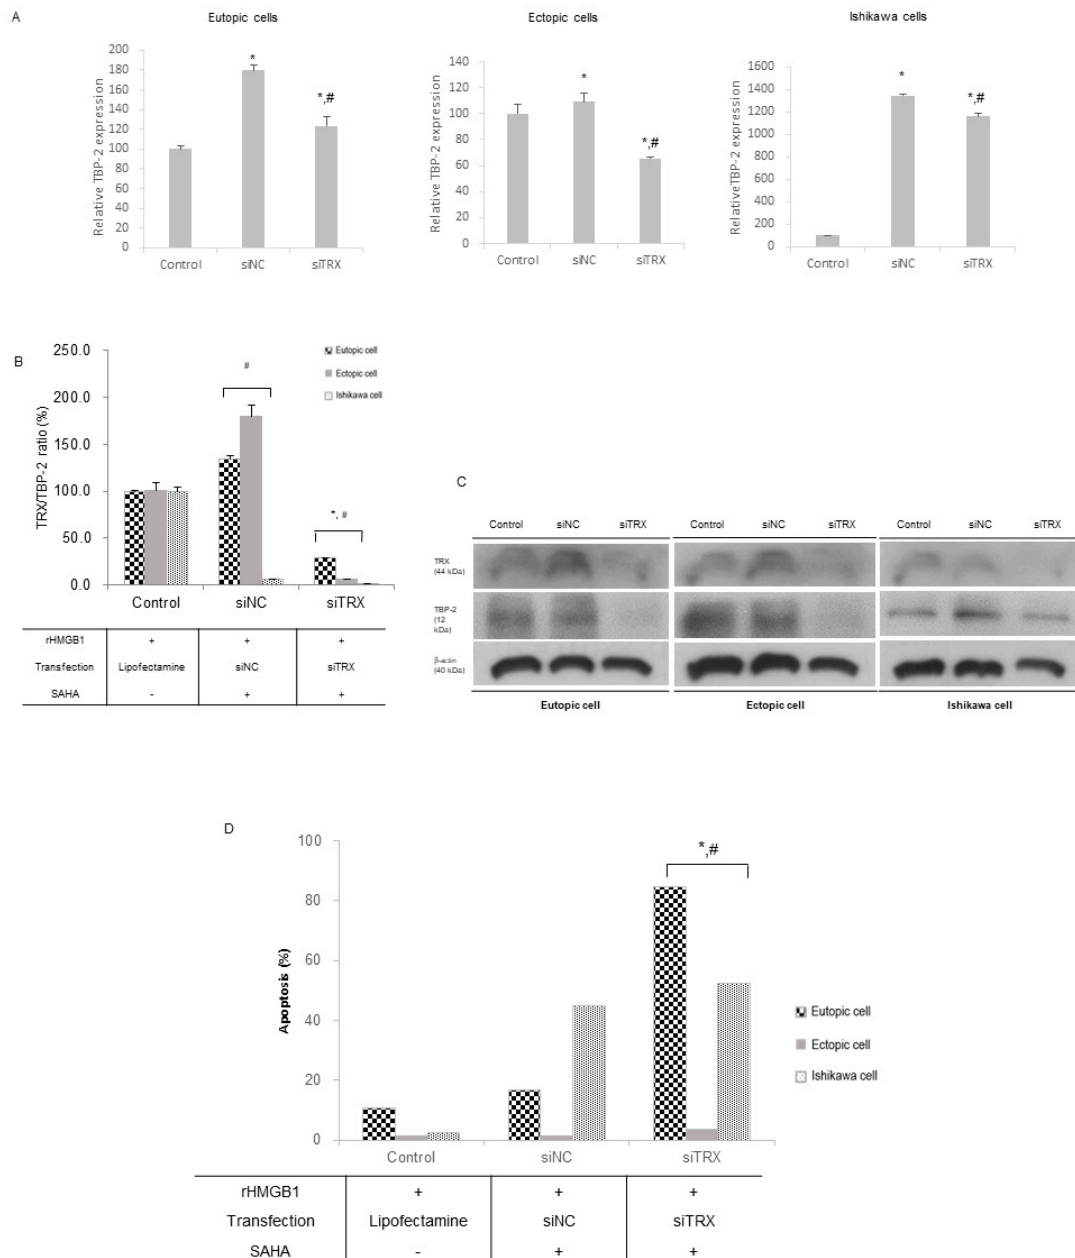 A
Eutopic cells
Ectopic cells
Ishikawa cells
Relative TBP-2 expression
200
180
160
140
120
100
80
60
40
20
0
*
*,#
Control
siNC
siTRX
Relative TBP-2 expression
140
120
100
80
60
40
20
0
*
*,#
Control
siNC
siTRX
RelativeTBP-2 expression
1600
1400
1200
1000
800
600
400
200
0
*
*,#
Control
siNC
siTRX
B
TRX/TBP-2 ratio (%)
250.0
200.0
150.0
100.0
50.0
0.0
#
*, #
Eutopic cell
Ectopic cell
Ishikawa cell
Control
siNC
siTRX
rHMGB1 + + +
Transfection Lipofectamine siNC siTRX
SAHA - + +
C
Control siNC siTRX Control siNC siTRX Control siNC siTRX
TRX
(44 kDa)
TBP-2
(12
kDa)
β-actin
(40 kDa)
Eutopic cell
Ectopic cell
Ishikawa cell
D
Apoptosis (%)
100
80
60
40
20
0
*,#
Eutopic cell
Ectopic cell
Ishikawa cell
Control
siNC
siTRX
rHMGB1 + + +
Transfection Lipofectamine siNC siTRX
SAHA - + +